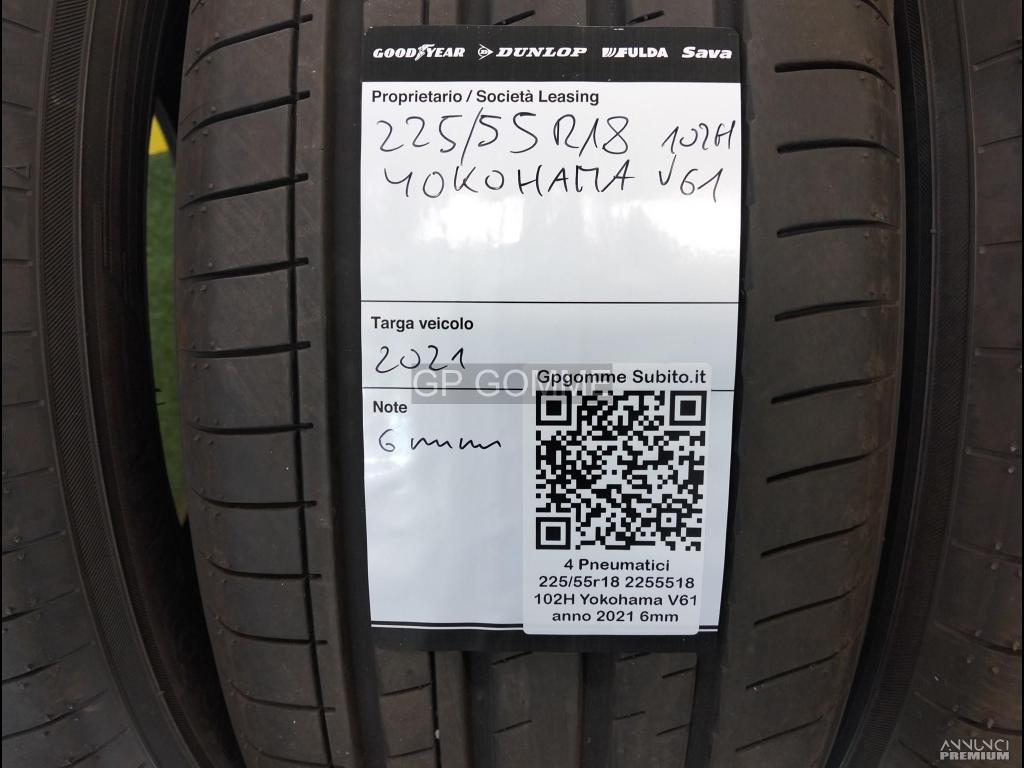 GOODYEAR DUNLOP FULDA Sava
Proprietario / Società Leasing
225/55 R18 102H
YOKOHAMA V61
Targa veicolo
2021
GP GOMME
Note
6 mm
Gpgomme Subito.it
4 Pneumatici
225/55r18 2255518
102H Yokohama V61
anno 2021 6mm
ANNUNCI
PREMIUM